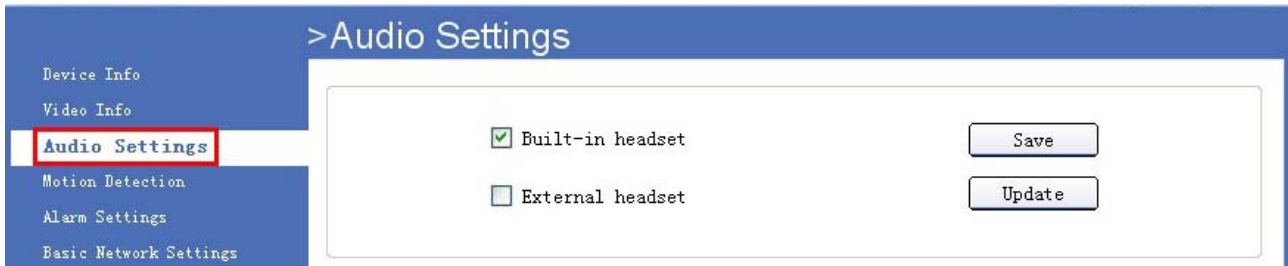 >Audio Settings
Device Info
Video Info
Audio Settings
Motion Detection
Alarm Settings
Basic Network Settings
Built-in headset
Save
External headset
Update